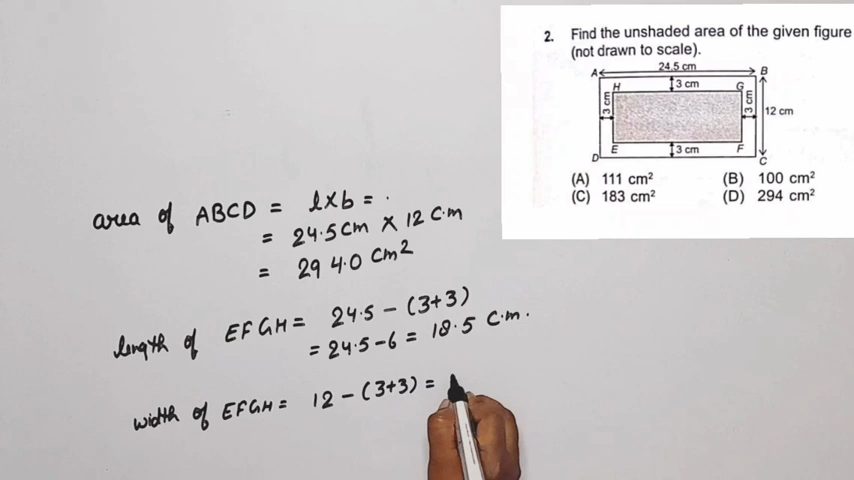 2. Find the unshaded area of the given figure
(not drawn to scale).
24.5 cm
A B
H 3 cm G
3 cm 3 cm 12 cm
E F
D 3 cm C
(A) 111 cm² (B) 100 cm²
(C) 183 cm² (D) 294 cm²
area of ABCD = l×b = .
= 24.5cm × 12 C.m
= 294.0 cm²
length of EFGH = 24.5 - (3+3)
= 24.5-6 = 18.5 C.m.
width of EFGH = 12 - (3+3) =